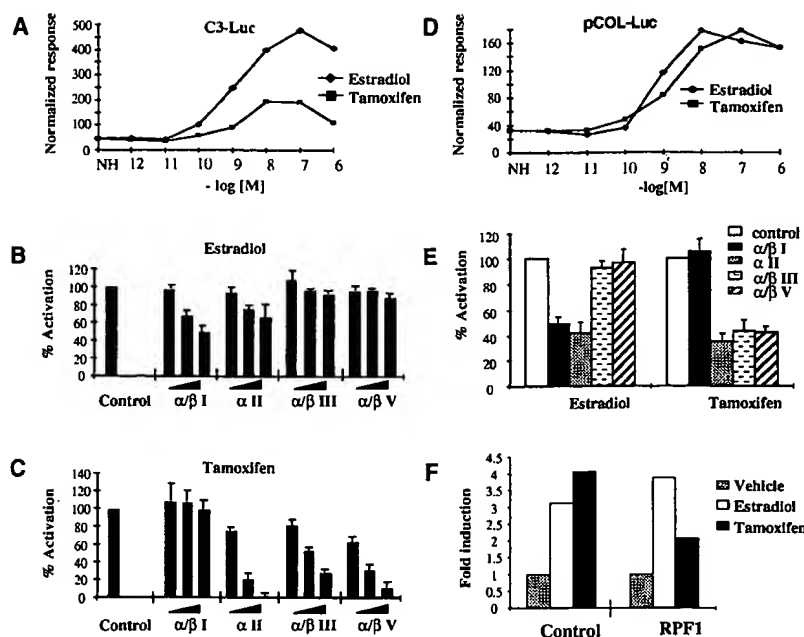 A
C3-Luc
Normalized response
500
400
300
200
100
0
Estradiol
Tamoxifen
NH 12 11 10 9 8 7 6
- log [M]
D
pCOL-Luc
Normalized response
160
120
80
40
0
Estradiol
Tamoxifen
NH 12 11 10 9 8 7 6
-log[M]
B
Estradiol
% Activation
120
100
80
60
40
20
0
Control α/β I α II α/β III α/β V
E
% Activation
120
100
80
60
40
20
0
control
α/β I
α II
α/β III
α/β V
Estradiol Tamoxifen
C
Tamoxifen
% Activation
140
120
100
80
60
40
20
0
Control α/β I α II α/β III α/β V
F
Fold induction
4.5
4
3.5
3
2.5
2
1.5
1
0.5
0
Vehicle
Estradiol
Tamoxifen
Control RPF1